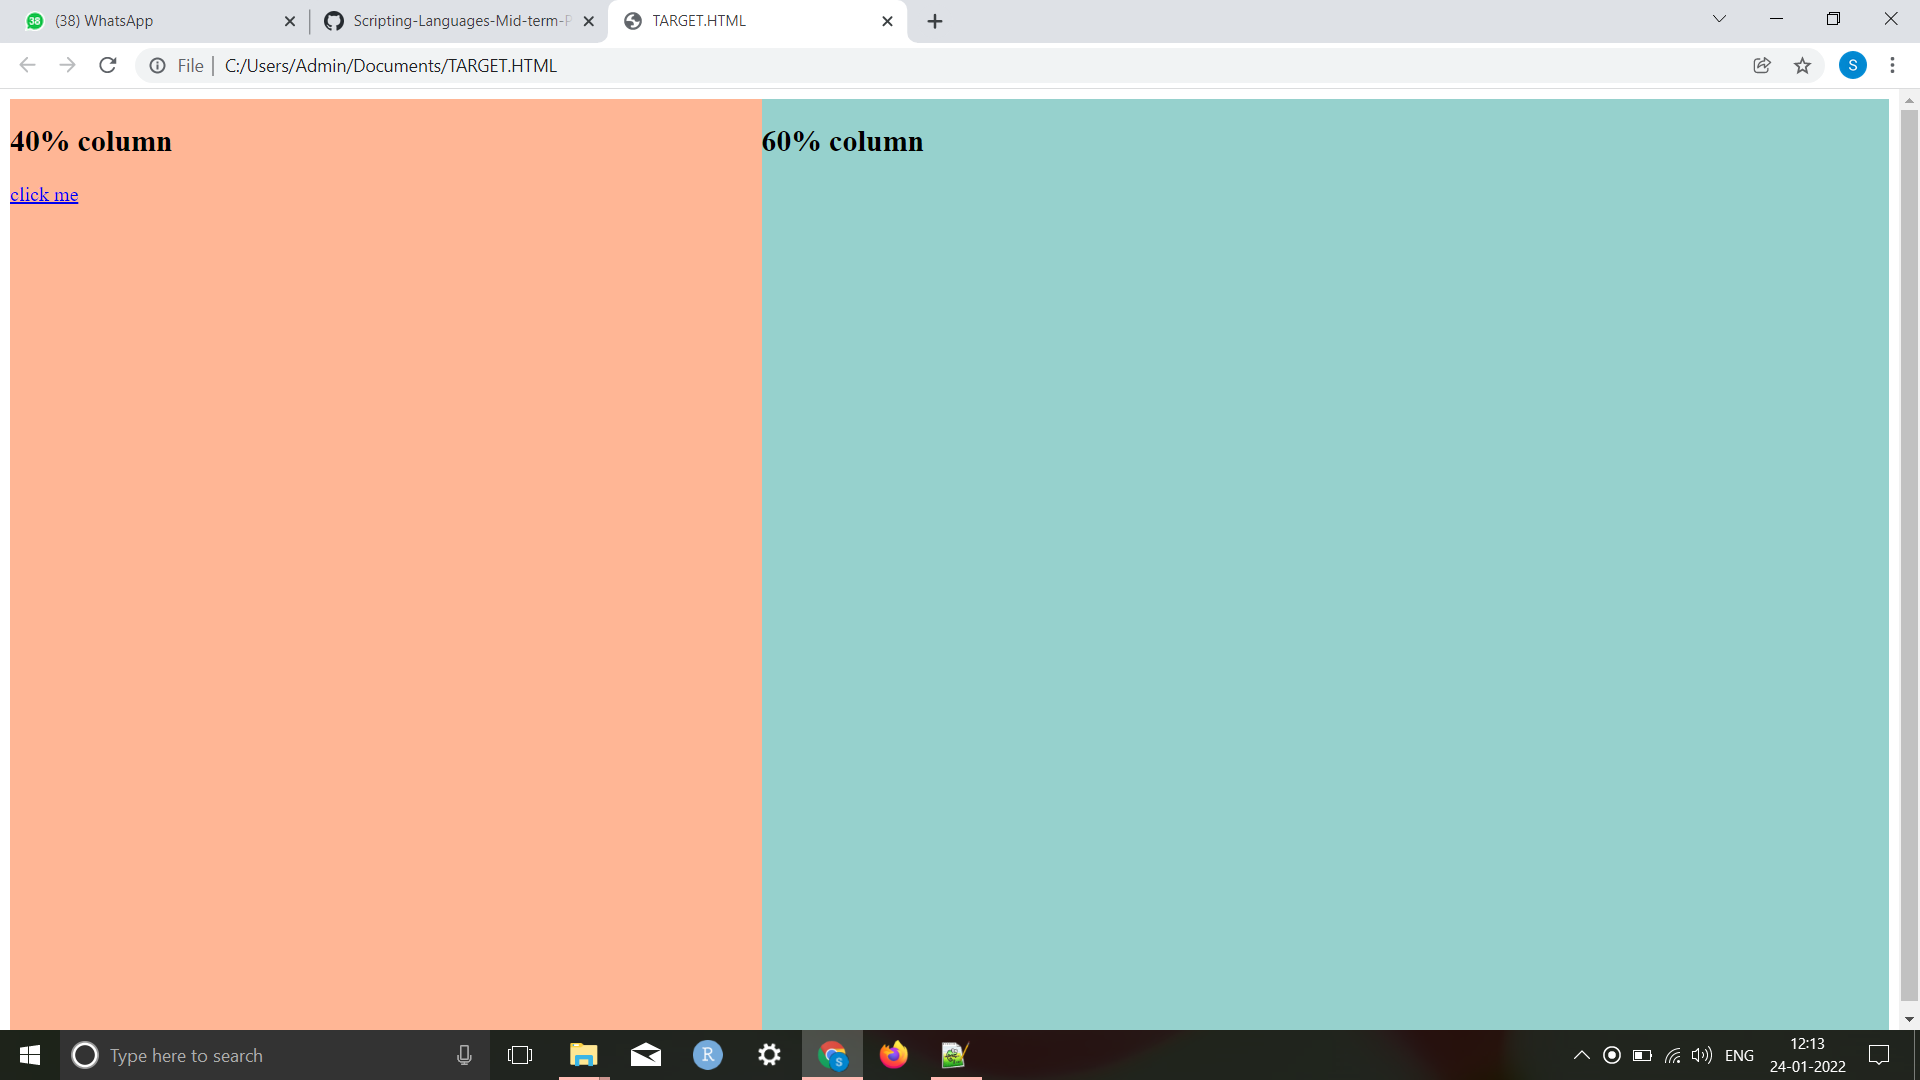 (38) WhatsApp
Scripting-Languages-Mid-term-P
TARGET.HTML
File
C:/Users/Admin/Documents/TARGET.HTML
S
40% column
60% column
click me
Type here to search
R
S
ENG
12:13
24-01-2022